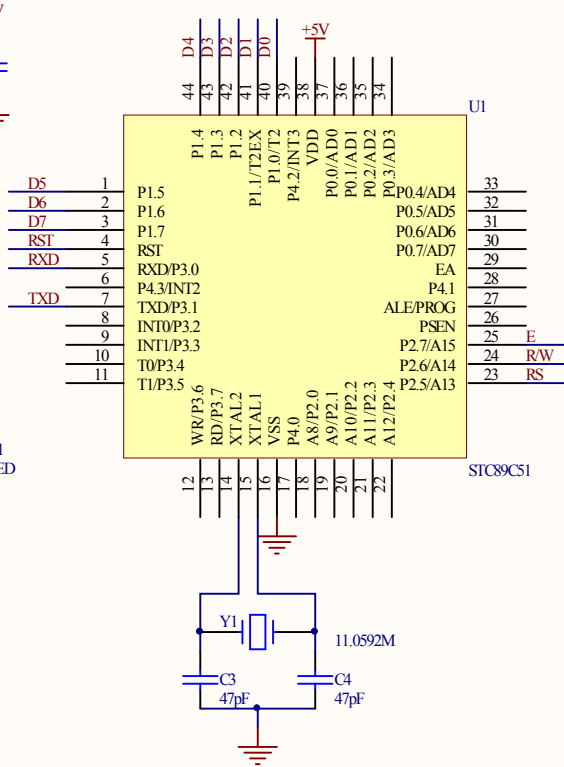 +5V
D4
D3
D2
D1
D0
44
43
42
41
40
39
38
37
36
35
34
U1
P1.4
P1.3
P1.2
P1.1/T2EX
P1.0/T2
P4.2/INT3
VDD
P0.0/AD0
P0.1/AD1
P0.2/AD2
P0.3/AD3
D5 1 P1.5
D6 2 P1.6
D7 3 P1.7
RST 4 RST
RXD 5 RXD/P3.0
6 P4.3/INT2
TXD 7 TXD/P3.1
8 INT0/P3.2
9 INT1/P3.3
10 T0/P3.4
11 T1/P3.5
P0.4/AD4 33
P0.5/AD5 32
P0.6/AD6 31
P0.7/AD7 30
EA 29
P4.1 28
ALE/PROG 27
PSEN 26
P2.7/A15 25 E
P2.6/A14 24 R/W
P2.5/A13 23 RS
WR/P3.6
RD/P3.7
XTAL2
XTAL1
VSS
P4.0
A8/P2.0
A9/P2.1
A10/P2.2
A11/P2.3
A12/P2.4
12
13
14
15
16
17
18
19
20
21
22
ED
STC89C51
Y1
11.0592M
C3
47pF
C4
47pF